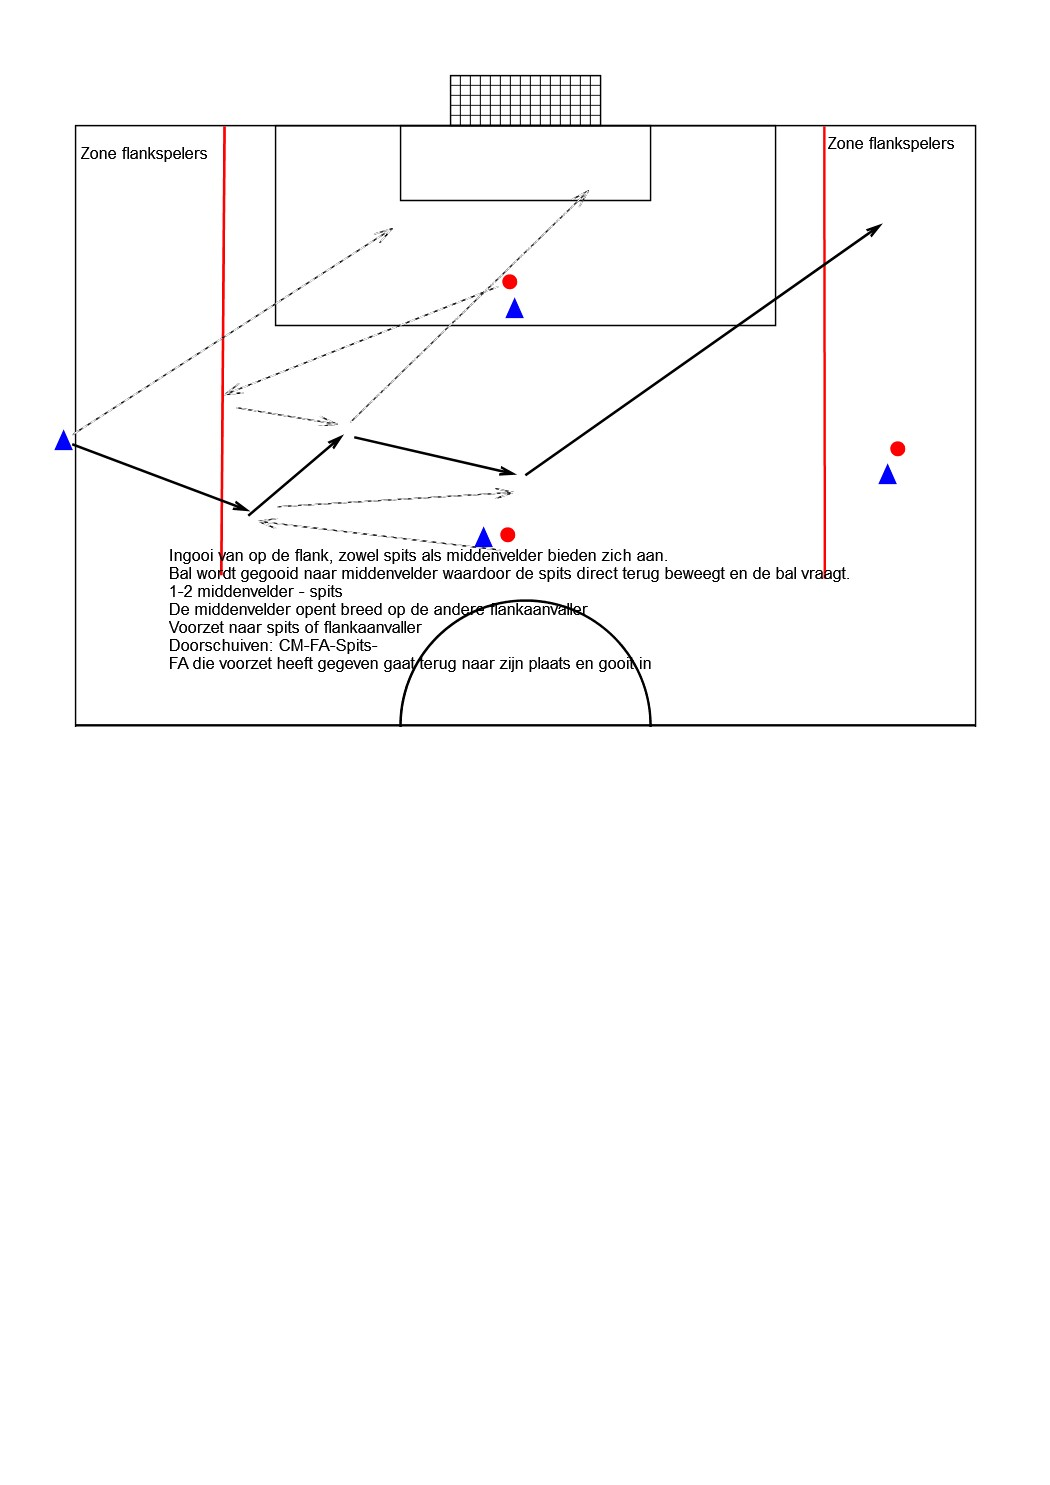 Zone flankspelers
Zone flankspelers
Ingooi van op de flank, zowel spits als middenvelder bieden zich aan.
Bal wordt gegooid naar middenvelder waardoor de spits direct terug beweegt en de bal vraagt.
1-2 middenvelder - spits
De middenvelder opent breed op de andere flankaanvaller
Voorzet naar spits of flankaanvaller
Doorschuiven: CM-FA-Spits-
FA die voorzet heeft gegeven gaat terug naar zijn plaats en gooit in